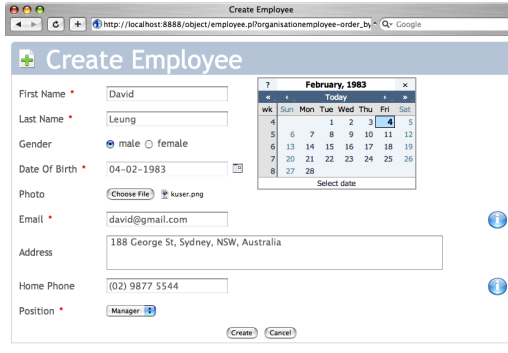 Create Employee
http://localhost:8888/object/employee.pl?organisationemployee-order_by
Q Google
Create Employee
First Name * David
Last Name * Leung
Gender male female
Date Of Birth * 04-02-1983
? February, 1983 ×
« ‹ Today › »
wk Sun Mon Tue Wed Thu Fri Sat
4 1 2 3 4 5
5 6 7 8 9 10 11 12
6 13 14 15 16 17 18 19
7 20 21 22 23 24 25 26
8 27 28
Select date
Photo Choose File kuser.png
Email * david@gmail.com
Address 188 George St, Sydney, NSW, Australia
Home Phone (02) 9877 5544
Position * Manager
Create Cancel